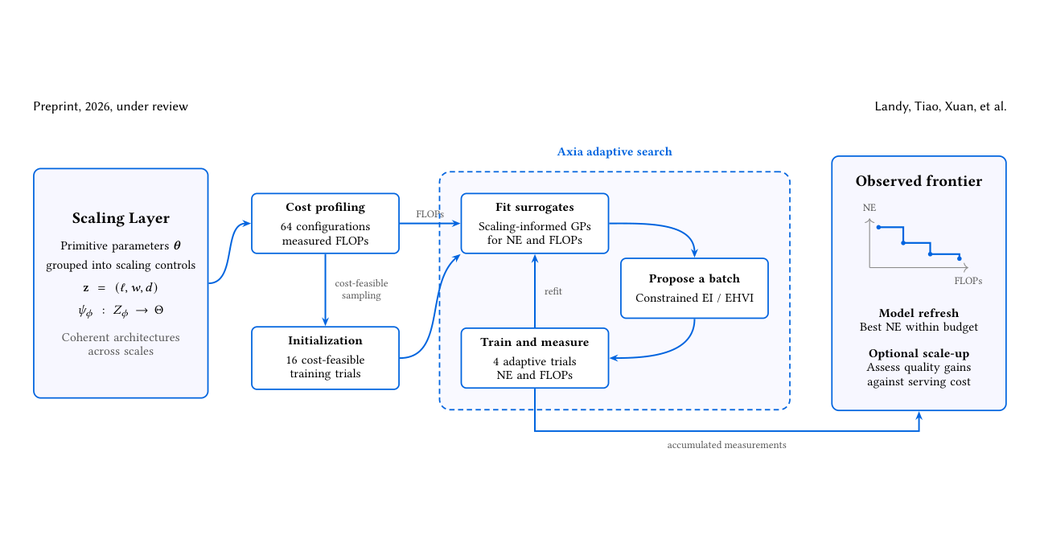 Preprint, 2026, under review
Landy, Tiao, Xuan, et al.
Scaling Layer
Primitive parameters θ
grouped into scaling controls
z = (ℓ, w, d)
ψ_ϕ : Z_ϕ → Θ
Coherent architectures
across scales
Cost profiling
64 configurations
measured FLOPs
FLOPs
cost-feasible
sampling
Initialization
16 cost-feasible
training trials
Axia adaptive search
Fit surrogates
Scaling-informed GPs
for NE and FLOPs
Propose a batch
Constrained EI / EHVI
refit
Train and measure
4 adaptive trials
NE and FLOPs
accumulated measurements
Observed frontier
NE
FLOPs
Model refresh
Best NE within budget
Optional scale-up
Assess quality gains
against serving cost